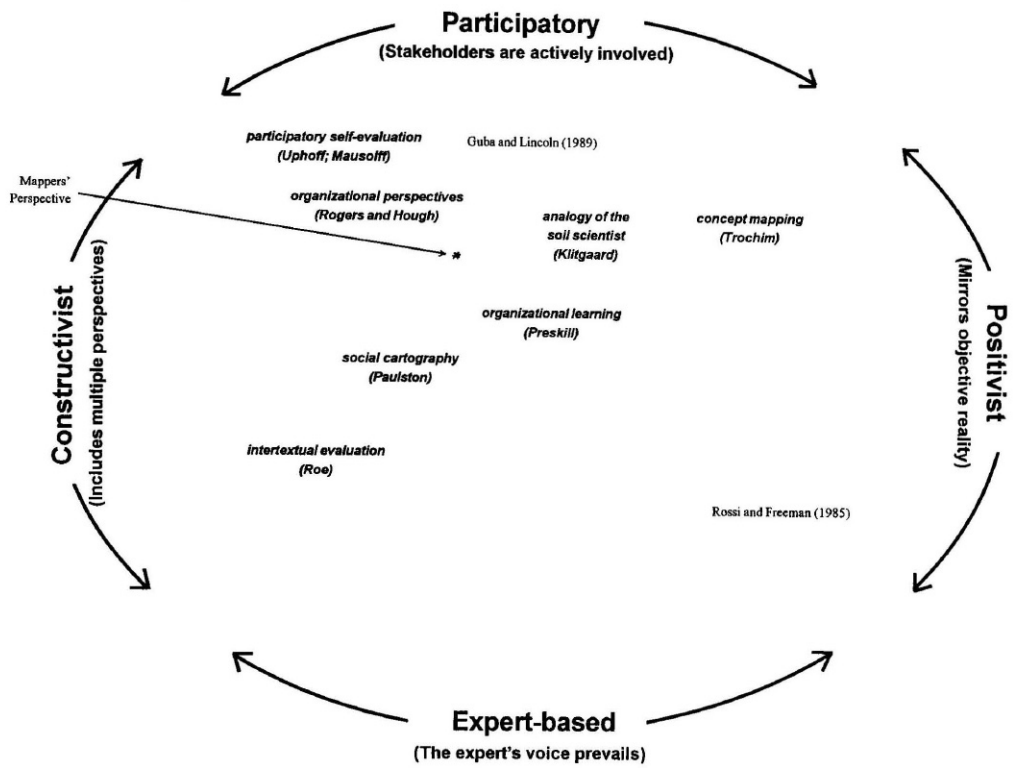 Participatory
(Stakeholders are actively involved)
participatory self-evaluation
(Uphoff; Mausolff)
Guba and Lincoln (1989)
Mappers'
Perspective
organizational perspectives
(Rogers and Hough)
analogy of the
soil scientist
(Klitgaard)
concept mapping
(Trochim)
*
Constructivist
(Includes multiple perspectives)
organizational learning
(Preskill)
Positivist
(Mirrors objective reality)
social cartography
(Paulston)
intertextual evaluation
(Roe)
Rossi and Freeman (1985)
Expert-based
(The expert's voice prevails)